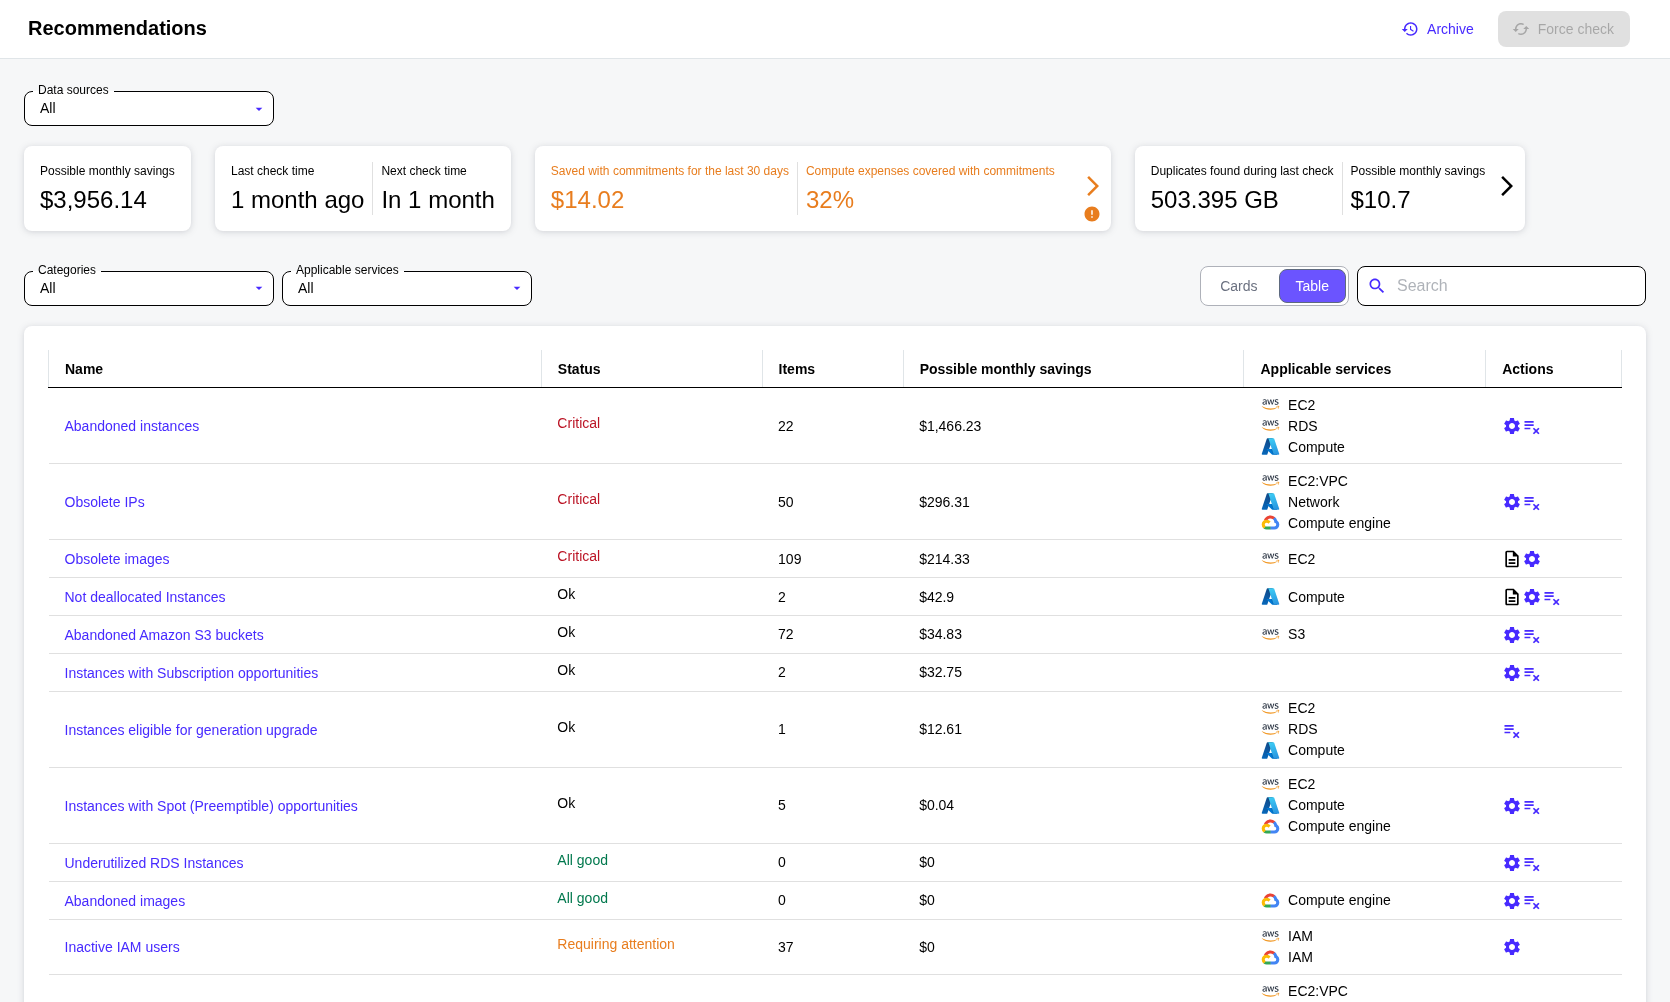 Recommendations
Archive
Force check
Data sources
All
Possible monthly savings
$3,956.14
Last check time
1 month ago
Next check time
In 1 month
Saved with commitments for the last 30 days
$14.02
Compute expenses covered with commitments
32%
Duplicates found during last check
503.395 GB
Possible monthly savings
$10.7
Categories
All
Applicable services
All
Cards
Table
Search
Name Status Items Possible monthly savings Applicable services Actions
Abandoned instances Critical 22 $1,466.23
aws EC2
aws RDS
Compute
Obsolete IPs Critical 50 $296.31
aws EC2:VPC
Network
Compute engine
Obsolete images Critical 109 $214.33 aws EC2
Not deallocated Instances Ok 2 $42.9 Compute
Abandoned Amazon S3 buckets Ok 72 $34.83 aws S3
Instances with Subscription opportunities Ok 2 $32.75
Instances eligible for generation upgrade Ok 1 $12.61
aws EC2
aws RDS
Compute
Instances with Spot (Preemptible) opportunities Ok 5 $0.04
aws EC2
Compute
Compute engine
Underutilized RDS Instances All good 0 $0
Abandoned images All good 0 $0 Compute engine
Inactive IAM users Requiring attention 37 $0
aws IAM
IAM
aws EC2:VPC